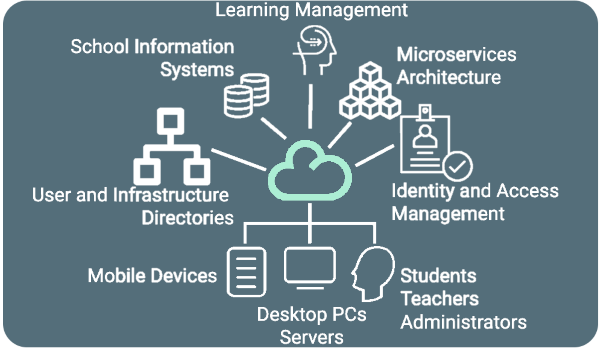 Learning Management
School Information
Systems
Microservices
Architecture
User and Infrastructure
Directories
Identity and Access
Management
Mobile Devices
Desktop PCs
Servers
Students
Teachers
Administrators